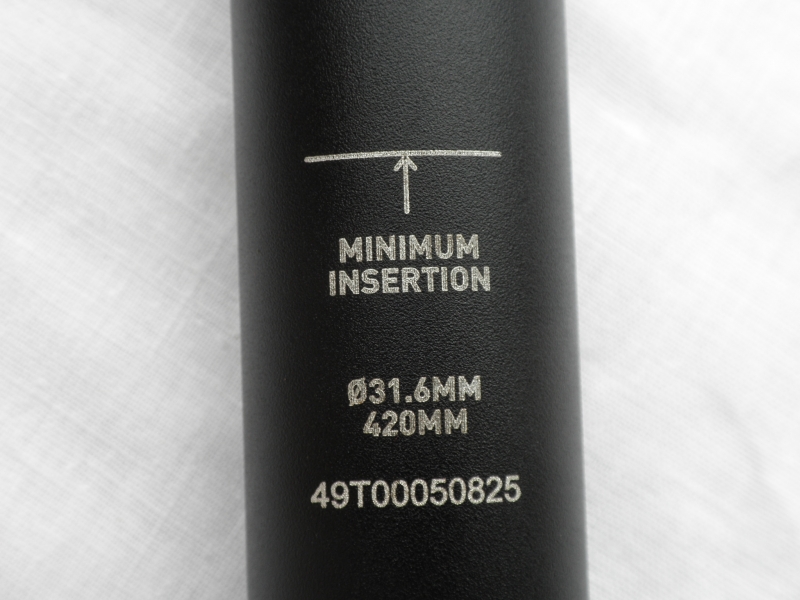 MINIMUM
INSERTION
Ø31.6MM
420MM
49T00050825